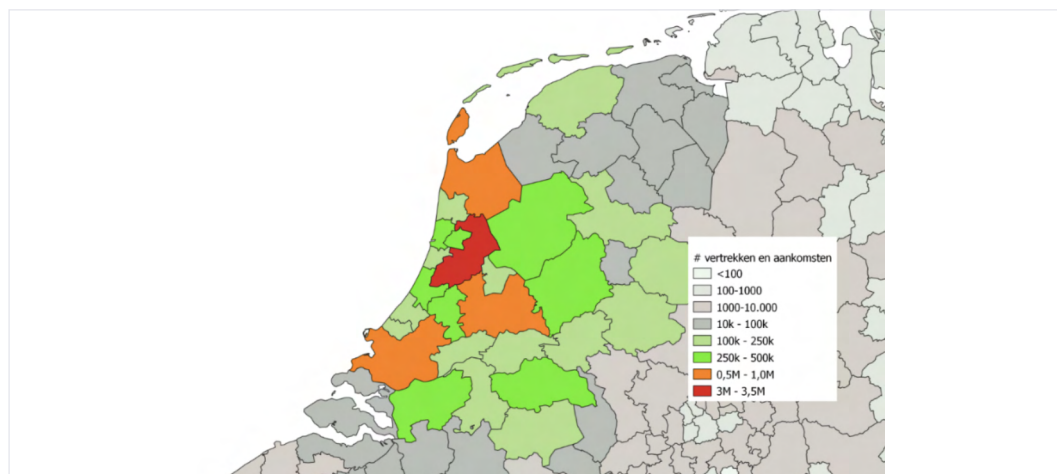 # vertrekken en aankomsten
<100
100-1000
1000-10.000
10k - 100k
100k - 250k
250k - 500k
0,5M - 1,0M
3M - 3,5M